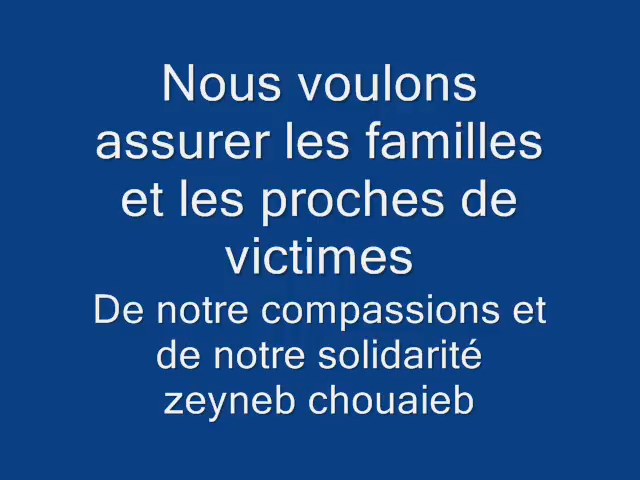 Nous voulons
assurer les familles
et les proches de
victimes
De notre compassions et
de notre solidarité
zeyneb chouaieb